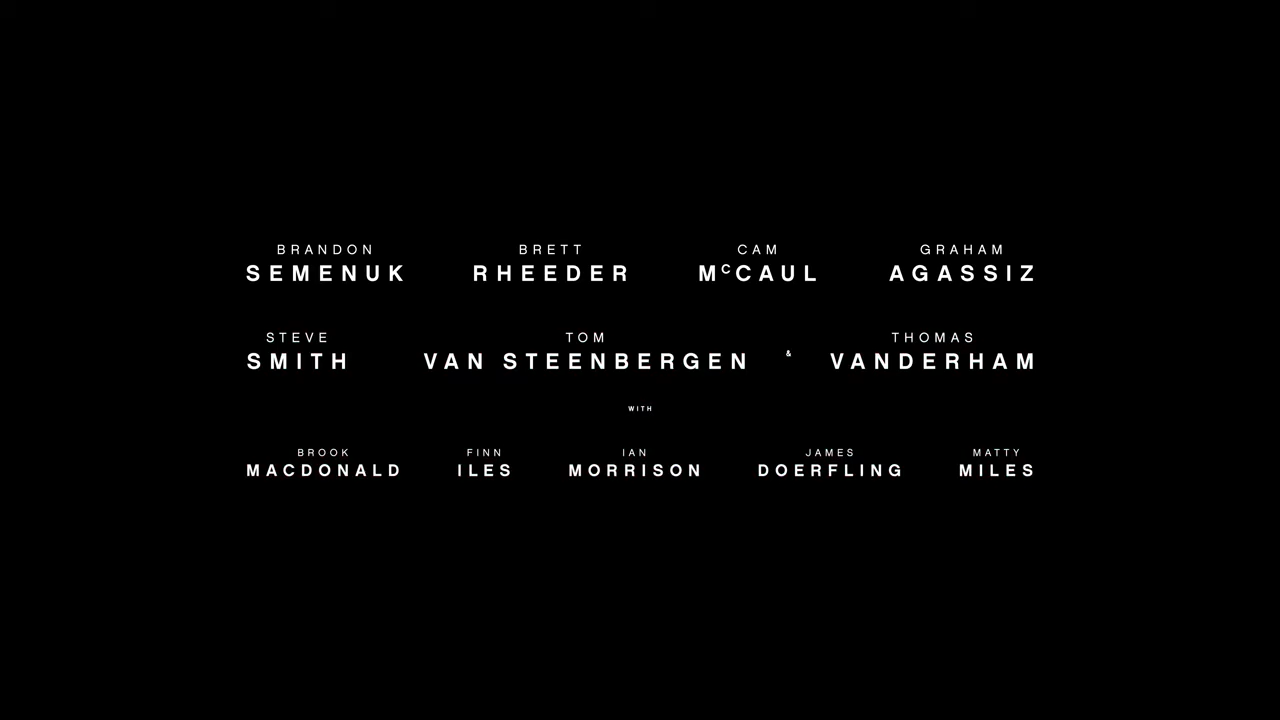 BRANDON BRETT CAM GRAHAM
SEMENUK RHEEDER McCAUL AGASSIZ
STEVE TOM THOMAS
SMITH VAN STEENBERGEN & VANDERHAM
WITH
BROOK FINN IAN JAMES MATTY
MACDONALD ILES MORRISON DOERFLING MILES